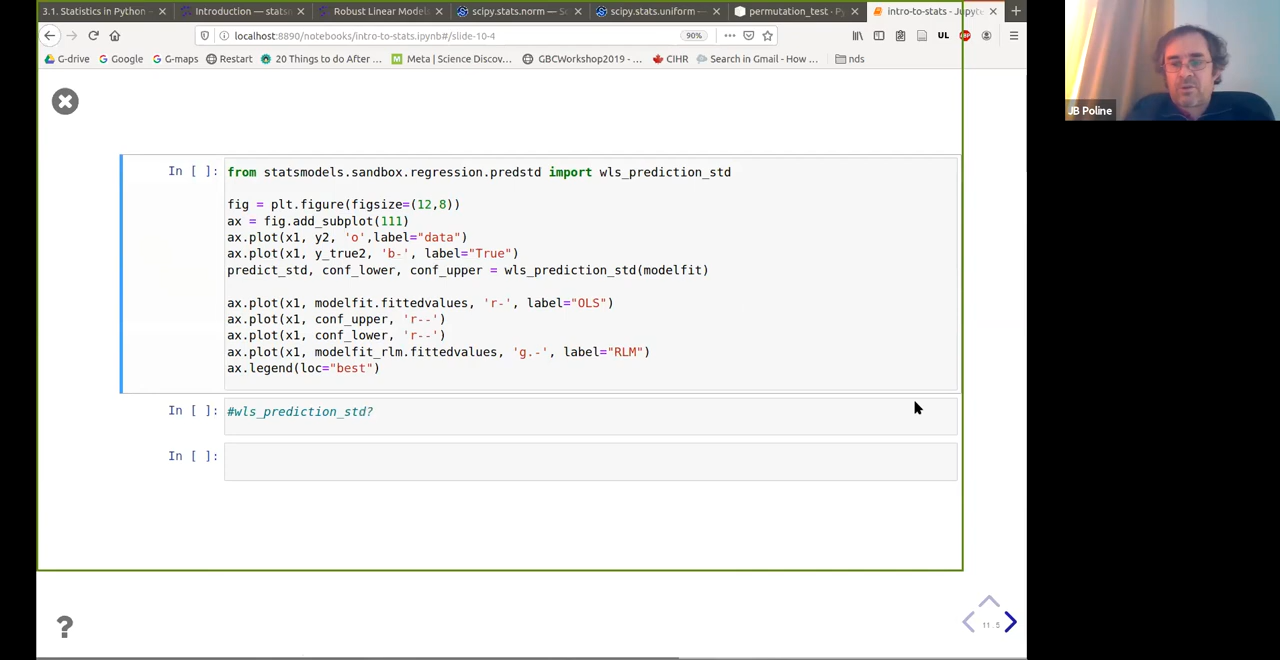 3.1. Statistics in Python
Introduction — stats
Robust Linear Model
scipy.stats.norm — S
scipy.stats.uniform —
permutation_test · P
intro-to-stats - Jupyte
localhost:8890/notebooks/intro-to-stats.ipynb#/slide-10-4
90%
UL
G-drive
Google
G-maps
Restart
20 Things to do After ...
M Meta | Science Discov...
GBCWorkshop2019 - ...
CIHR
Search in Gmail - How ...
nds
JB Poline
In [ ]:
from statsmodels.sandbox.regression.predstd import wls_prediction_std
fig = plt.figure(figsize=(12,8))
ax = fig.add_subplot(111)
ax.plot(x1, y2, 'o',label="data")
ax.plot(x1, y_true2, 'b-', label="True")
predict_std, conf_lower, conf_upper = wls_prediction_std(modelfit)
ax.plot(x1, modelfit.fittedvalues, 'r-', label="OLS")
ax.plot(x1, conf_upper, 'r--')
ax.plot(x1, conf_lower, 'r--')
ax.plot(x1, modelfit_rlm.fittedvalues, 'g.-', label="RLM")
ax.legend(loc="best")
In [ ]:
#wls_prediction_std?
In [ ]:
?
11.5